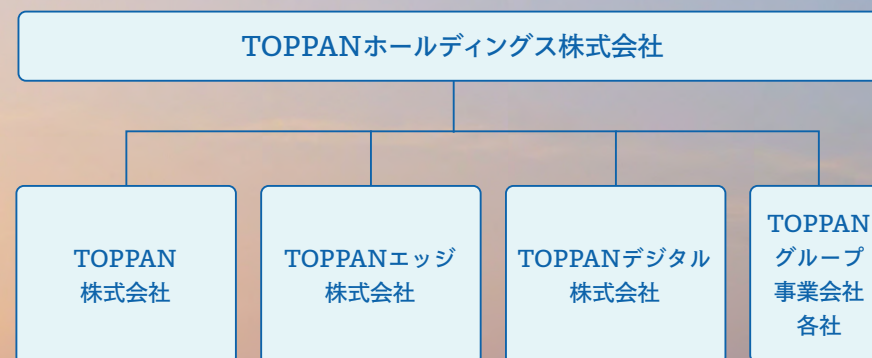 TOPPANホールディングス株式会社
TOPPAN
株式会社
TOPPANエッジ
株式会社
TOPPANデジタル
株式会社
TOPPAN
グループ
事業会社
各社